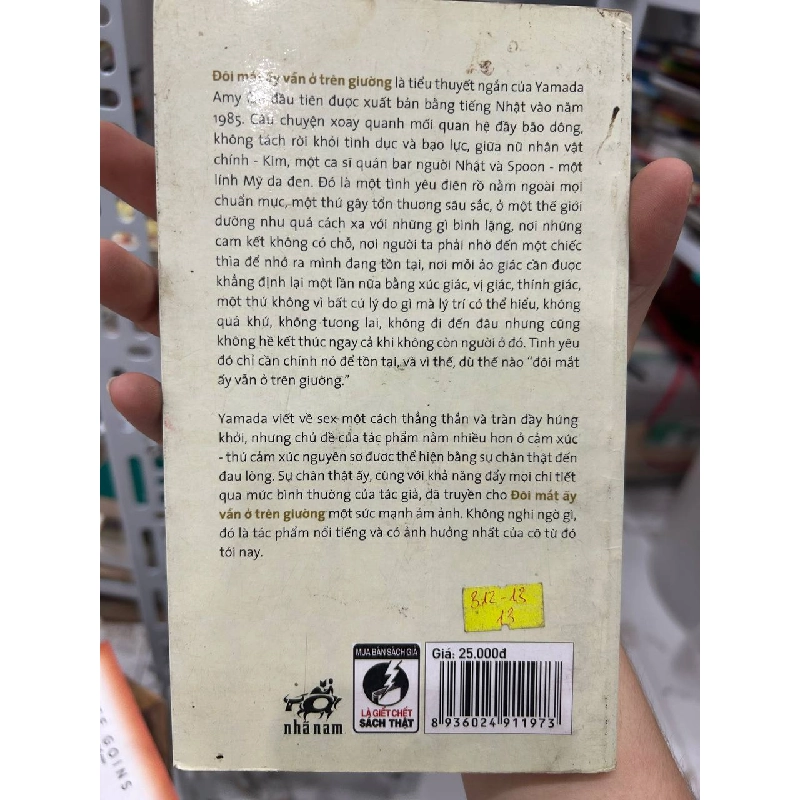 Đôi mắt ấy vẫn ở trên giường là tiểu thuyết ngắn của Yamada
Amy đầu tiên được xuất bản bằng tiếng Nhật vào năm
1985. Câu chuyện xoay quanh mối quan hệ đầy bão dông,
không tách rời khỏi tình dục và bạo lực, giữa nữ nhân vật
chính - Kim, một ca sĩ quán bar người Nhật và Spoon - một
lính Mỹ da đen. Đó là một tình yêu điên rồ nằm ngoài mọi
chuẩn mực, một thứ gây tổn thương sâu sắc, ở một thế giới
dường như quá cách xa với những gì bình lặng, nơi những
cam kết không có chỗ, nơi người ta phải nhờ đến một chiếc
thìa để nhớ ra mình đang tồn tại, nơi mỗi ảo giác cần được
khẳng định lại một lần nữa bằng xúc giác, vị giác, thính giác,
một thứ không vì bất cứ lý do gì mà lý trí có thể hiểu, không
quá khứ, không tương lai, không đi đến đâu nhưng cũng
không hề kết thúc ngay cả khi không còn người ở đó. Tình yêu
đó chỉ cần chính nó để tồn tại, và vì thế, dù thế nào “đôi mắt
ấy vẫn ở trên giường.”
Yamada viết về sex một cách thẳng thắn và tràn đầy hứng
khởi, nhưng chủ đề của tác phẩm nằm nhiều hơn ở cảm xúc
- thứ cảm xúc nguyên sơ được thể hiện bằng sự chân thật đến
đau lòng. Sự chân thật ấy, cùng với khả năng đẩy mọi chi tiết
qua mức bình thường của tác giả, đã truyền cho Đôi mắt ấy
vẫn ở trên giường một sức mạnh ám ảnh. Không nghi ngờ gì,
đó là tác phẩm nổi tiếng và có ảnh hưởng nhất của cô từ đó
tới nay.
812-13
13
MUA BÁN SÁCH GIẢ
LÀ GIẾT CHẾT
SÁCH THẬT
Giá: 25.000đ
8 936024 911973
nhã nam
GOINS